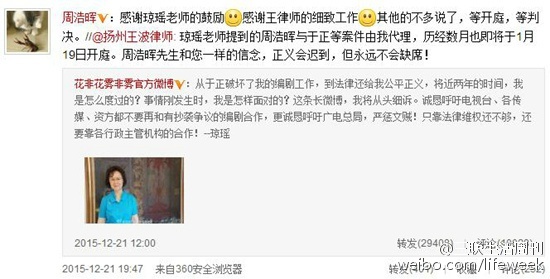 周浩晖：感谢琼瑶老师的鼓励 感谢王律师的细致工作 其他的不多说了，等开庭，等判
决。//@扬州王波律师: 琼瑶老师提到的周浩晖与于正等案件由我代理，历经数月也即将于1月
19日开庭。周浩晖先生和您一样的信念，正义会迟到，但永远不会缺席！
花非花雾非雾官方微博：从于正破坏了我的编剧工作，到法律还给我公平正义，将近两年的时间，我
是怎么度过的？事情刚发生时，我是怎样面对的？这条长微博，我将从头细诉。诚恳呼吁电视台、各传
媒、资方都不要再和有抄袭争议的编剧合作，更诚恳呼吁广电总局，严惩文贼！只靠法律维权还不够，还
要靠各行政主管机构的合作！--琼瑶
2015-12-21 12:00
转发(29408)
2015-12-21 19:47 来自360安全浏览器
三联生活周刊
weibo.com/lifeweek